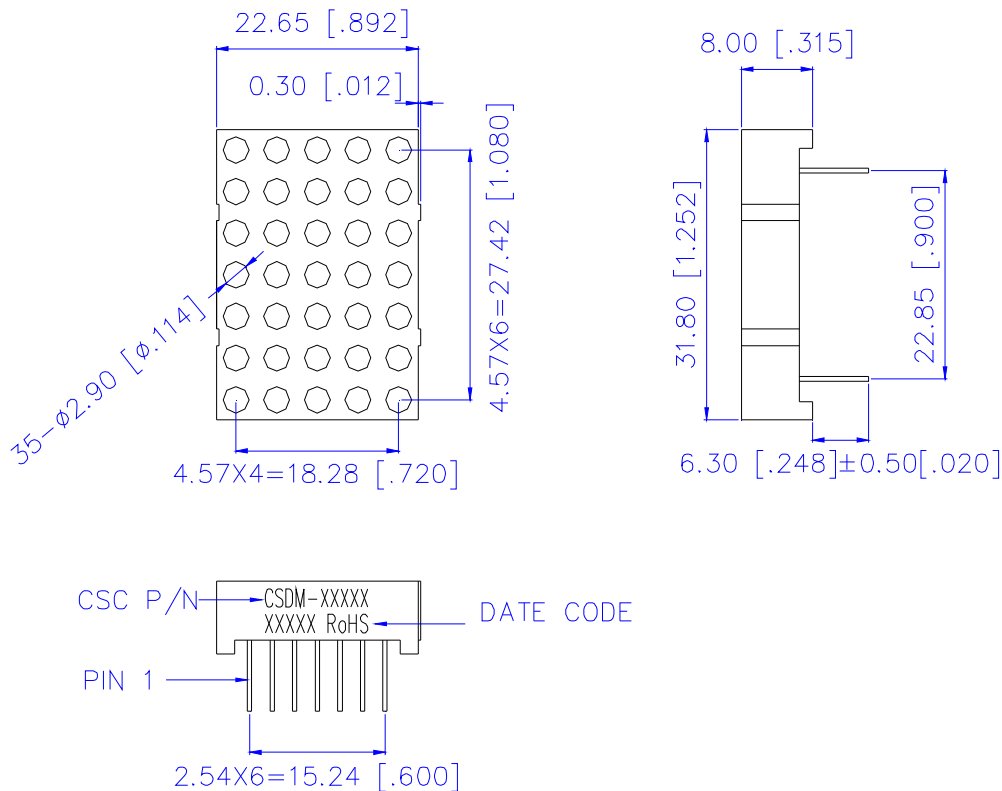 22.65 [.892]
8.00 [.315]
0.30 [.012]
4.57X6=27.42 [1.080]
31.80 [1.252]
22.85 [.900]
35-ø2.90 [ø.114]
4.57X4=18.28 [.720]
6.30 [.248]±0.50[.020]
CSC P/N
CSDM-XXXXX
XXXXX RoHS
DATE CODE
PIN 1
2.54X6=15.24 [.600]